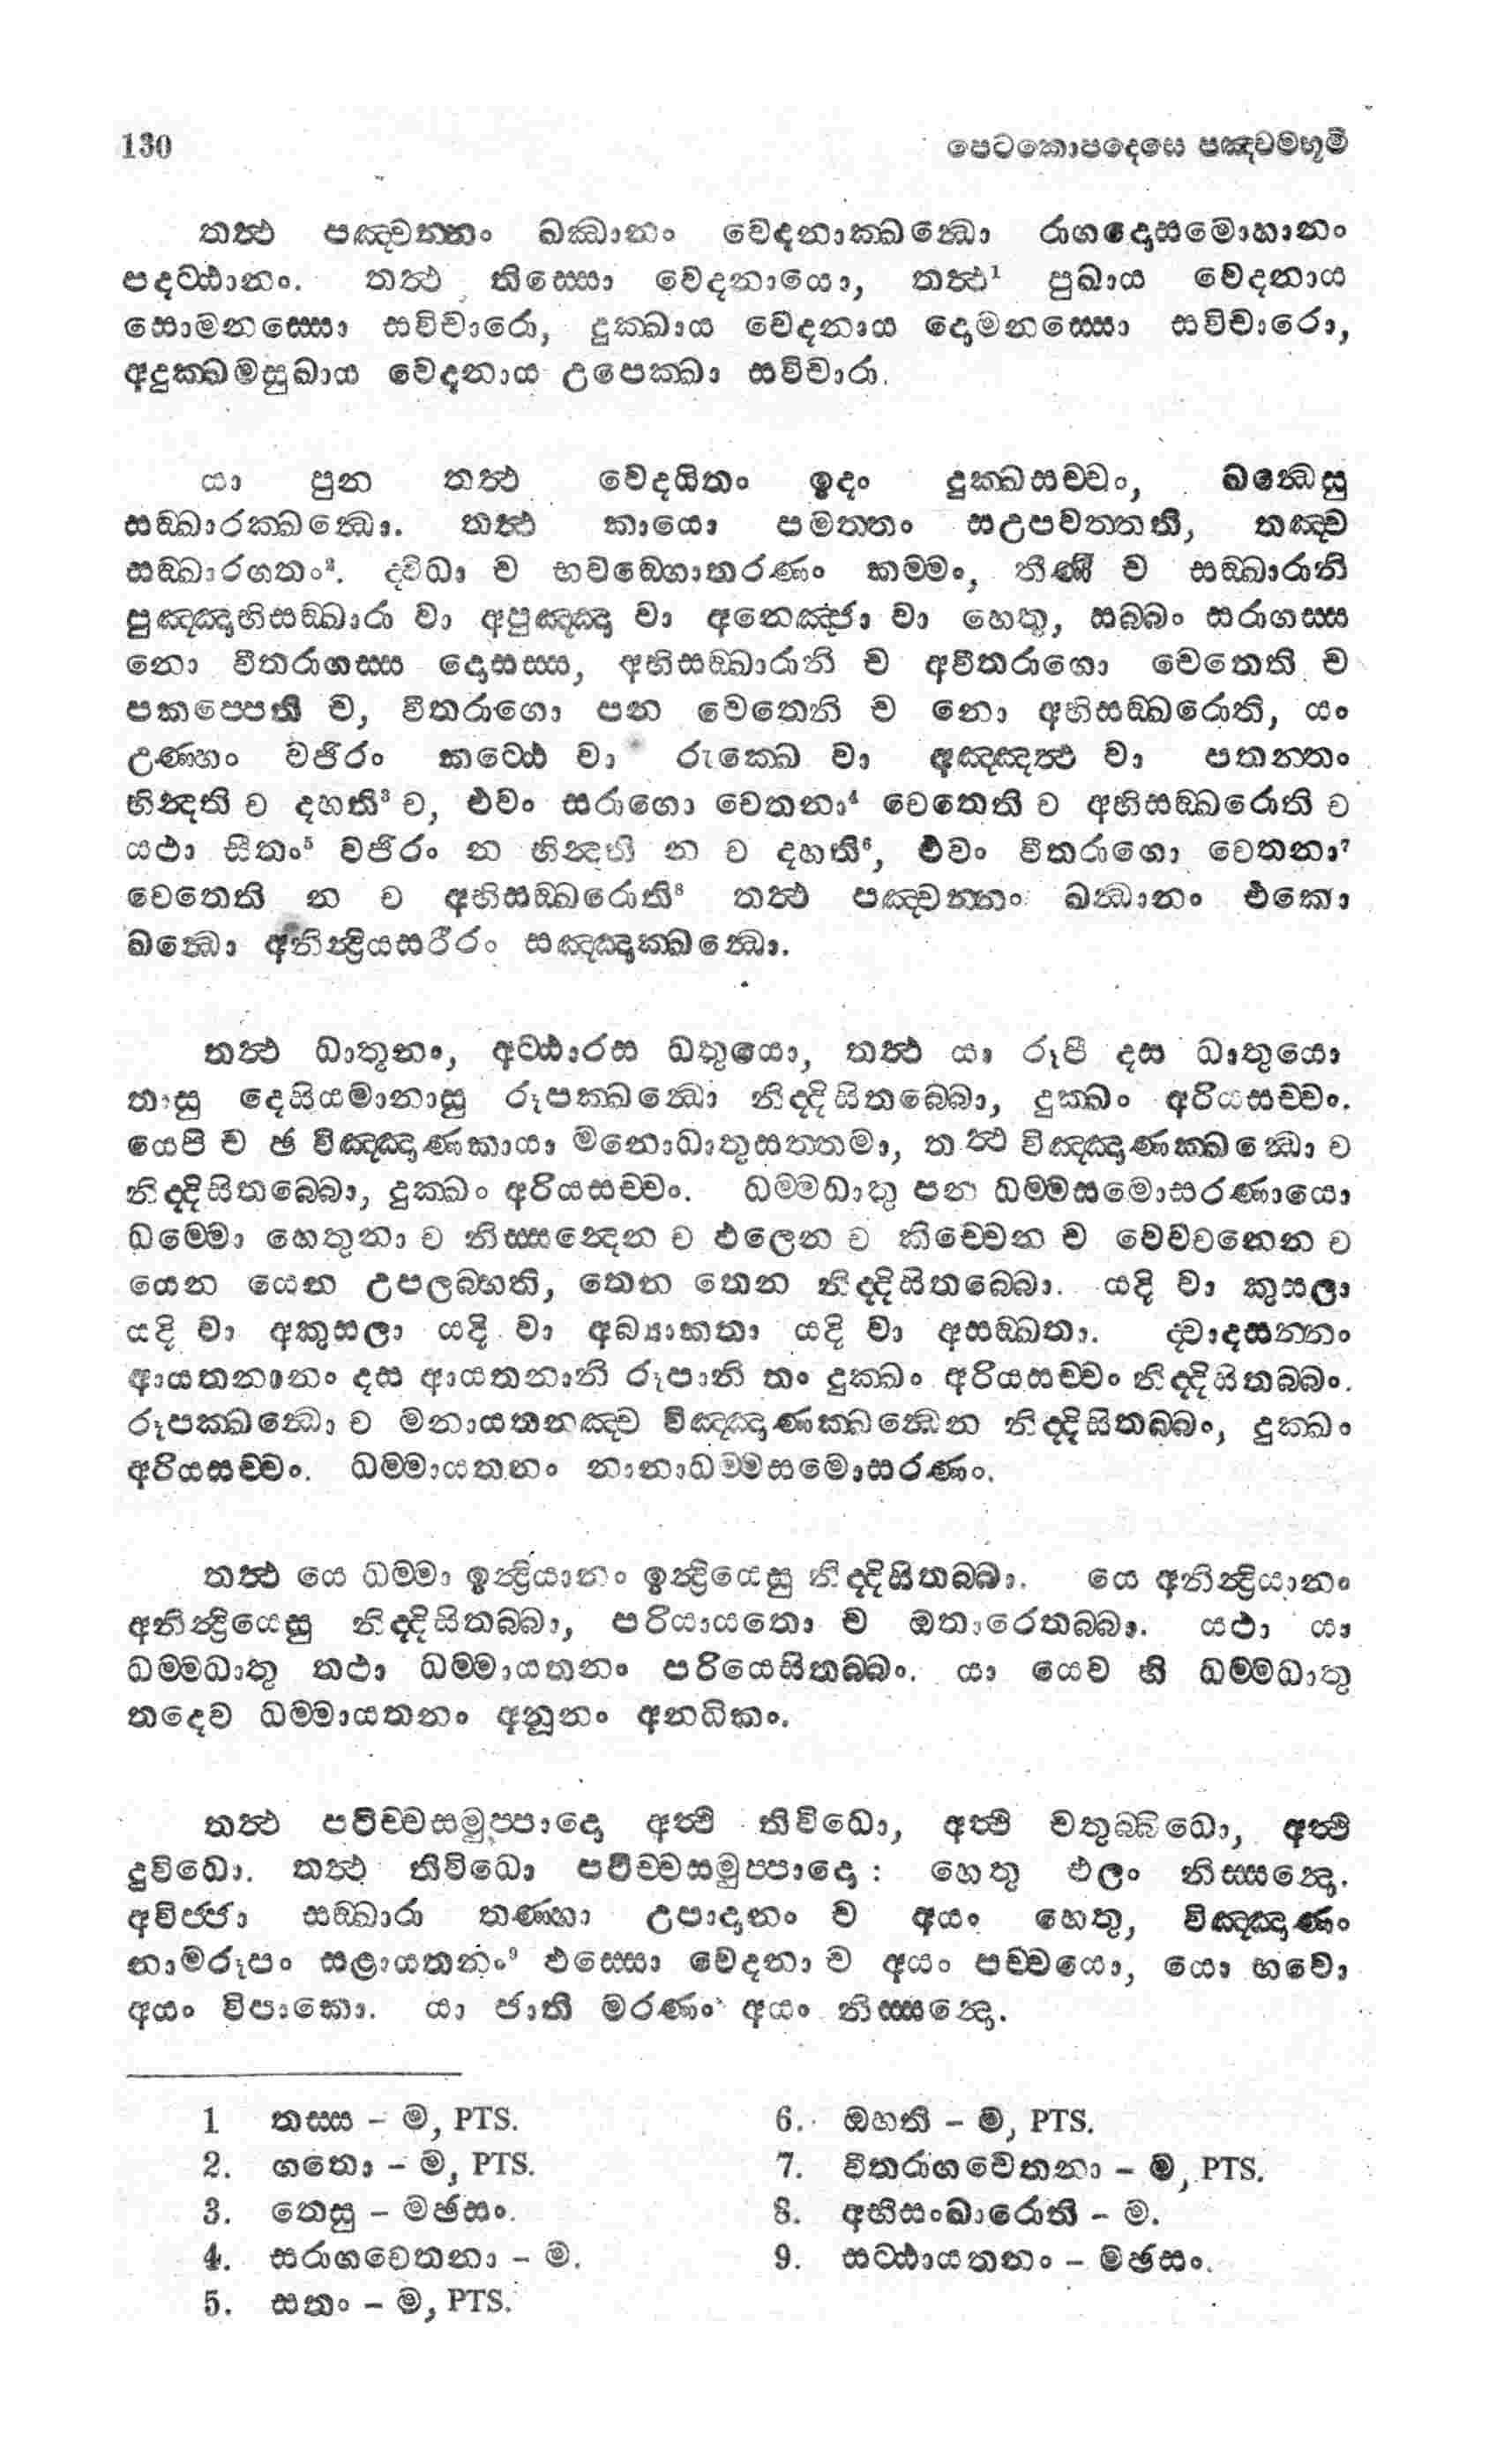 130
පෙටකොපදෙසෙ පඤ්චමභූමි
තත්‍ථ පඤ්චන්නං ඛන්‍ධානං වෙදනාක්ඛන්‍ධො රාගදොසමොහානං
පදට්ඨානං. තත්‍ථ තිස්සො වෙදනායො, තත්‍ථ¹ පුඛාය වෙදනාය
සොමනස්සො සවිචාරො, දුක්ඛාය වෙදනාය දොමනස්සො සවිචාරො,
අදුක්ඛමසුඛාය වෙදනාය උපෙක්ඛා සවිචාරා.
යා පුන තත්‍ථ වෙදයිතං ඉදං දුක්ඛසච්චං, ඛන්‍ධෙසු
සඞ්ඛාරක්ඛන්‍ධො. තත්‍ථ කායො පමත්තං සඋපවත්තති, තඤ්ච
සඞ්ඛාරගතං². ද්විධා ච භවඞ්ගොතරණං කම්මං, තීණි ච සඞ්ඛාරානි
පුඤ්ඤාභිසඞ්ඛාරා වා අපුඤ්ඤා වා අනෙඤ්ජා වා හෙතු, සබ්බං සරාගස්ස
නො වීතරාගස්ස දොසස්ස, අභිසඞ්ඛාරානි ච අවීතරාගො චෙතෙති ච
පකප්පෙති ච, වීතරාගො පන චෙතෙති ච නො අභිසඞ්ඛරොති, යං
උණ්හං වජිරං කට්ඨෙ වා රුක්ඛෙ වා අඤ්ඤත්‍ථ වා පතන්තං
භින්‍දති ච දහති³ ච, එවං සරාගො චෙතනා⁴ චෙතෙති ච අභිසඞ්ඛරොති ච
යථා සීතං⁵ වජිරං න භින්‍දති න ච දහති⁶, එවං වීතරාගො චෙතනා⁷
චෙතෙති න ච අභිසඞ්ඛරොති⁸ තත්‍ථ පඤ්චන්නං ඛන්‍ධානං එකො
ඛන්‍ධො අනින්‍ද්‍රියසරීරං සඤ්ඤාක්ඛන්‍ධො.
තත්‍ථ ධාතූනං, අට්ඨාරස ධතුයො, තත්‍ථ යා රූපී දස ධාතුයො
තාසු දෙසියමානාසු රූපක්ඛන්‍ධො නිද්දිසිතබ්බො, දුක්ඛං අරියසච්චං.
යෙපි ච ඡ විඤ්ඤාණකායා මනොධාතුසත්තමා, තත්‍ථ විඤ්ඤාණක්ඛන්‍ධො ච
නිද්දිසිතබ්බො, දුක්ඛං අරියසච්චං. ධම්මධාතු පන ධම්මසමොසරණායො
ධම්මො හෙතුනා ච නිස්සන්‍දෙන ච ඵලෙන ච කිච්චෙන ච වෙවචනෙන ච
යෙන යෙන උපලබ්භති, තෙන තෙන නිද්දිසිතබ්බො. යදි වා කුසලා
යදි වා අකුසලා යදි වා අබ්‍යාකතා යදි වා අසඞ්ඛතා. ද්වාදසන්නං
ආයතනානං දස ආයතනානි රූපානි තං දුක්ඛං අරියසච්චං නිද්දිසිතබ්බං.
රූපක්ඛන්‍ධො ච මනායතනඤ්ච විඤ්ඤාණක්ඛන්‍ධෙන නිද්දිසිතබ්බං, දුක්ඛං
අරියසච්චං. ධම්මායතනං නානාධම්මසමොසරණං.
තත්‍ථ යෙ ධම්මා ඉන්‍ද්‍රියානං ඉන්‍ද්‍රියෙසු නිද්දිසිතබ්බා. යෙ අනින්‍ද්‍රියානං
අනින්‍ද්‍රියෙසු නිද්දිසිතබ්බා, පරියායතො ච ඔතාරෙතබ්බා. යථා යා
ධම්මධාතු තථා ධම්මායතනං පරියෙසිතබ්බං. යා යෙව හි ධම්මධාතු
තදෙව ධම්මායතනං අනූනං අනධිකං.
තත්‍ථ පටිච්චසමුප්පාදො අත්‍ථි තිවිධො, අත්‍ථි චතුබ්බිධො, අත්‍ථි
දුවිධො. තත්‍ථ තිවිධො පටිච්චසමුප්පාදො : හෙතු ඵලං නිස්සන්‍දො.
අවිජ්ජා සඞ්ඛාරා තණ්හා උපාදානං ච අයං හෙතු, විඤ්ඤාණං
නාමරූපං සළායතනං⁹ ඵස්සො වෙදනා ච අයං පච්චයො, යො භවො
අයං විපාකො. යා ජාති මරණං අයං නිස්සන්‍දො.
1 තස්ස – ම, PTS.
2. ගතො – ම, PTS.
3. තෙසු – මඡසං.
4. සරාගචෙතනා – ම.
5. සතං – ම, PTS.
6. ඔහති – ම, PTS.
7. වීතරාගචෙතනා – ම, PTS.
8. අභිසංඛාරොති – ම.
9. සට්ඨායතනං – මඡසං.